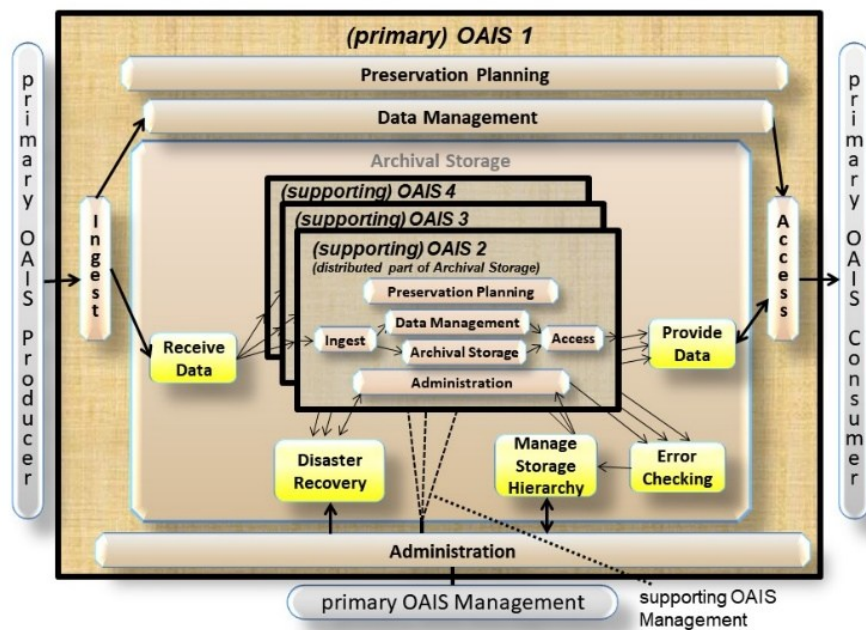 (primary) OAIS 1
Preservation Planning
Data Management
Archival Storage
(supporting) OAIS 4
(supporting) OAIS 3
(supporting) OAIS 2
(distributed part of Archival Storage)
Preservation Planning
Data Management
Ingest
Access
Archival Storage
Administration
primary OAIS Producer
Ingest
Receive
Data
Provide
Data
Access
primary OAIS Consumer
Disaster
Recovery
Manage
Storage
Hierarchy
Error
Checking
Administration
primary OAIS Management
supporting OAIS
Management